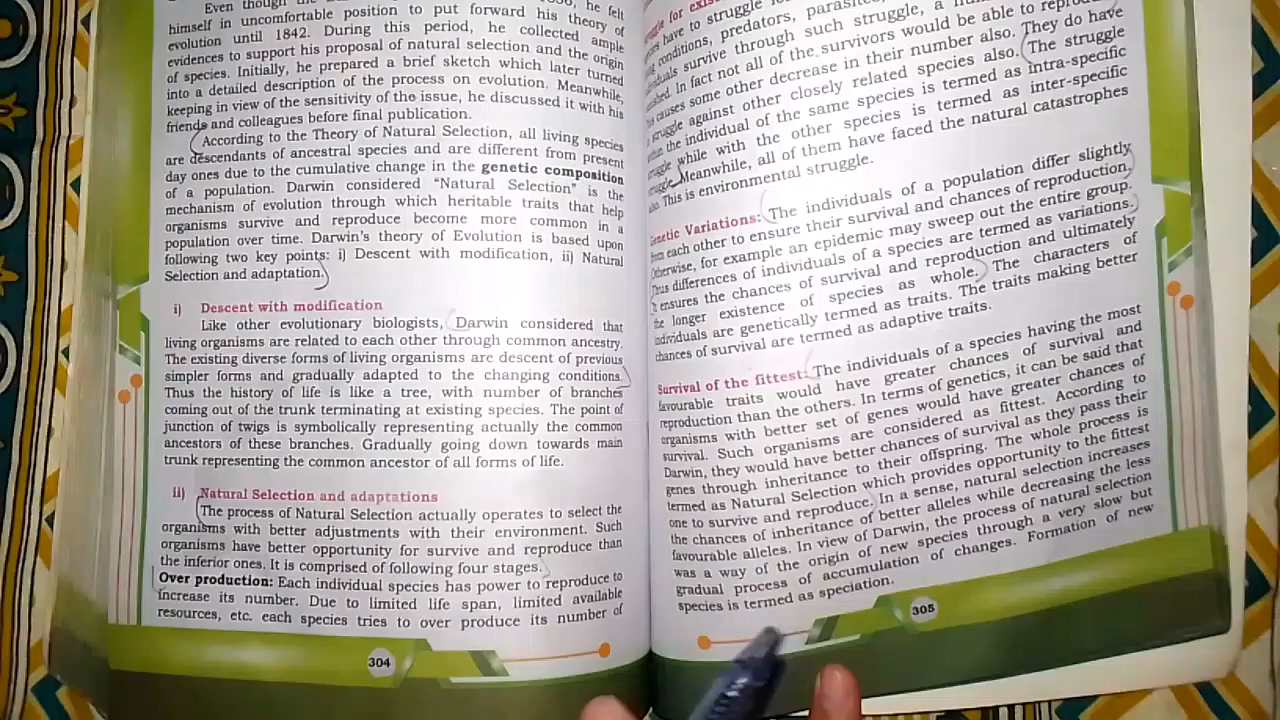 Even though the
he felt
himself in uncomfortable position to put forward his theory of
evolution until 1842. During this period, he collected ample
evidences to support his proposal of natural selection and the origin
of species. Initially, he prepared a brief sketch which later turned
into a detailed description of the process on evolution. Meanwhile,
keeping in view of the sensitivity of the issue, he discussed it with his
friends and colleagues before final publication.
According to the Theory of Natural Selection, all living species
are descendants of ancestral species and are different from present
day ones due to the cumulative change in the genetic composition
of a population. Darwin considered “Natural Selection” is the
mechanism of evolution through which heritable traits that help
organisms survive and reproduce become more common in a
population over time. Darwin's theory of Evolution is based upon
following two key points: i) Descent with modification, ii) Natural
Selection and adaptation.
i) Descent with modification
Like other evolutionary biologists, Darwin considered that
living organisms are related to each other through common ancestry.
The existing diverse forms of living organisms are descent of previous
simpler forms and gradually adapted to the changing conditions.
Thus the history of life is like a tree, with number of branches
coming out of the trunk terminating at existing species. The point of
junction of twigs is symbolically representing actually the common
ancestors of these branches. Gradually going down towards main
trunk representing the common ancestor of all forms of life.
ii) Natural Selection and adaptations
The process of Natural Selection actually operates to select the
organisms with better adjustments with their environment. Such
organisms have better opportunity for survive and reproduce than
the inferior ones. It is comprised of following four stages.
Over production: Each individual species has power to reproduce to
increase its number. Due to limited life span, limited available
resources, etc. each species tries to over produce its number of
304
have to struggle
conditions, predators, parasites,
survive through such struggle, a
In fact not all of the survivors would be able to
causes some other decrease in their number also. They do have
struggle against other closely related species also. The struggle
the individual of the same species is termed as intra-specific
while with the other species is termed as inter-specific
Meanwhile, all of them have faced the natural catastrophes
also. This is environmental struggle.
Genetic Variations: The individuals of a population differ slightly
from each other to ensure their survival and chances of reproduction,
Otherwise, for example an epidemic may sweep out the entire group.
Thus differences of individuals of a species are termed as variations.
It ensures the chances of survival and reproduction and ultimately
the longer existence of species as whole. The characters of
individuals are genetically termed as traits. The traits making better
chances of survival are termed as adaptive traits.
Survival of the fittest: The individuals of a species having the most
favourable traits would have greater chances of survival and
reproduction than the others. In terms of genetics, it can be said that
organisms with better set of genes would have greater chances of
survival. Such organisms are considered as fittest. According to
Darwin, they would have better chances of survival as they pass their
genes through inheritance to their offspring. The whole process is
termed as Natural Selection which provides opportunity to the fittest
one to survive and reproduce. In a sense, natural selection increases
the chances of inheritance of better alleles while decreasing the less
favourable alleles. In view of Darwin, the process of natural selection
was a way of the origin of new species through a very slow but
gradual process of accumulation of changes. Formation of new
species is termed as speciation.
305